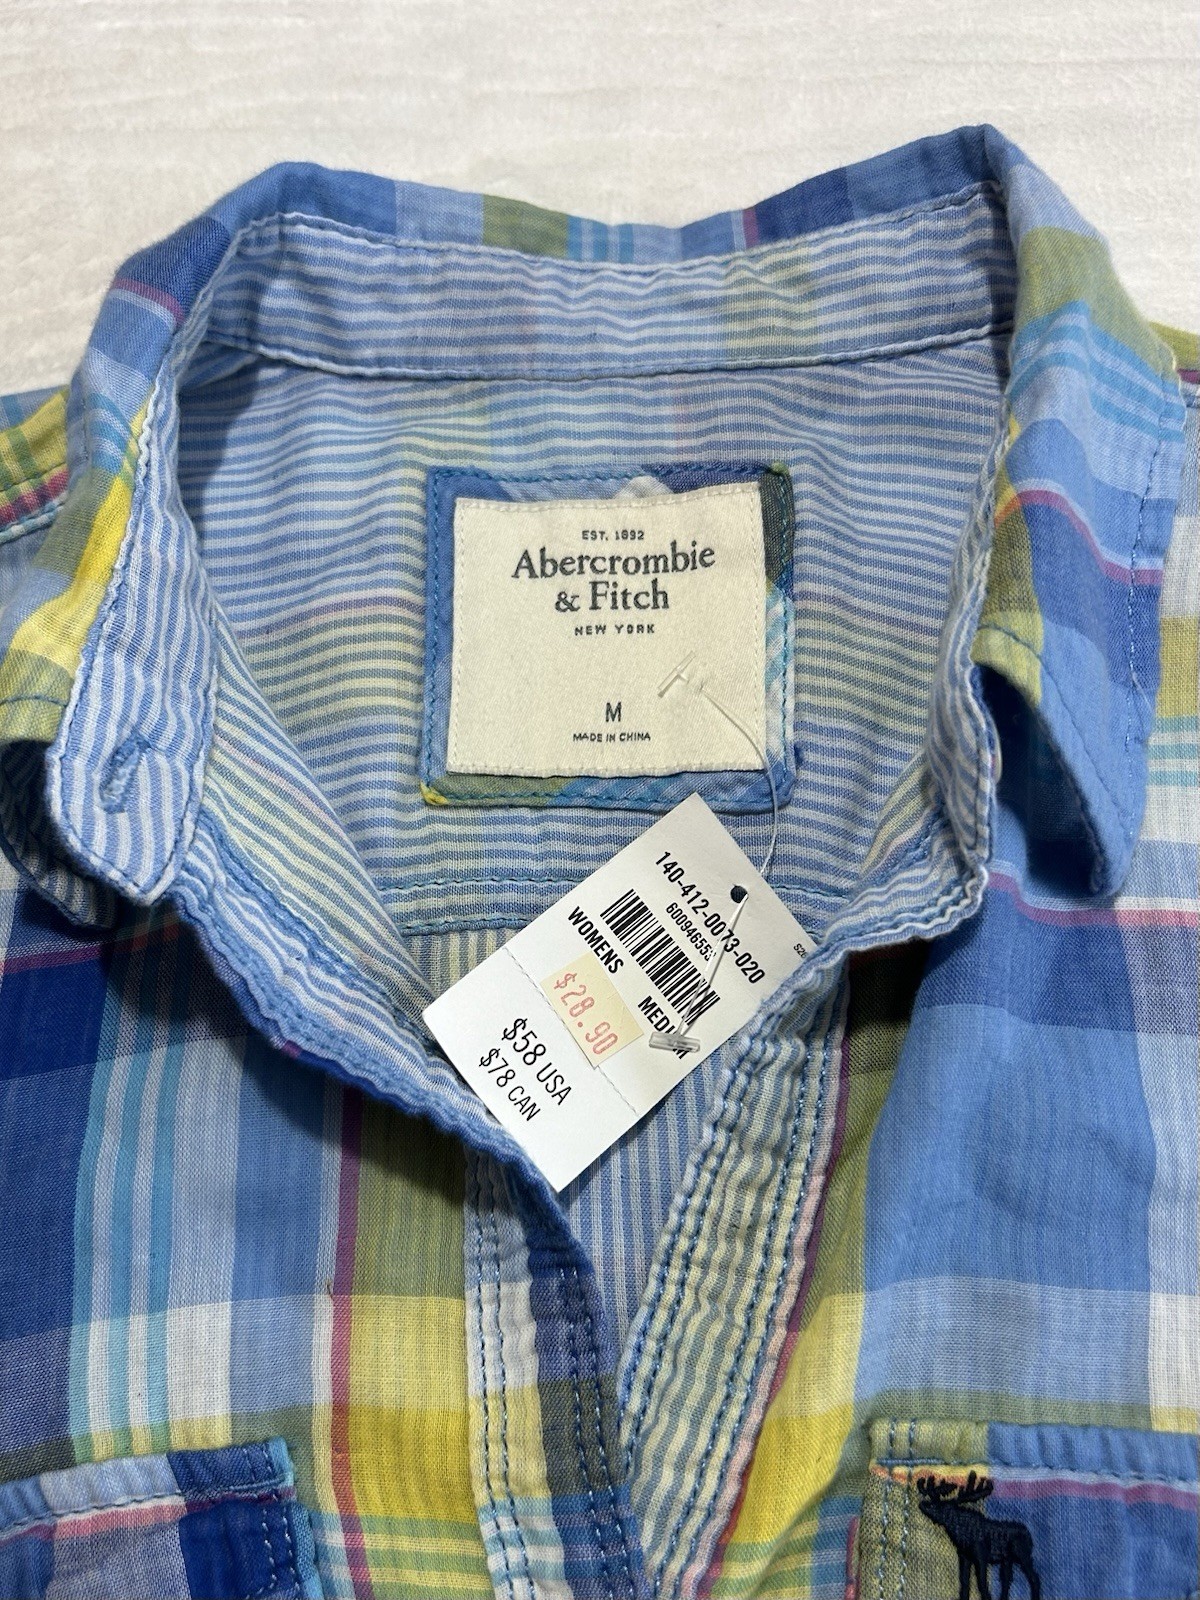 EST. 1892
Abercrombie
& Fitch
NEW YORK
M
MADE IN CHINA
140-412-0073-020
WOMENS
MEDIUM
$28.90
$58 USA
$78 CAN